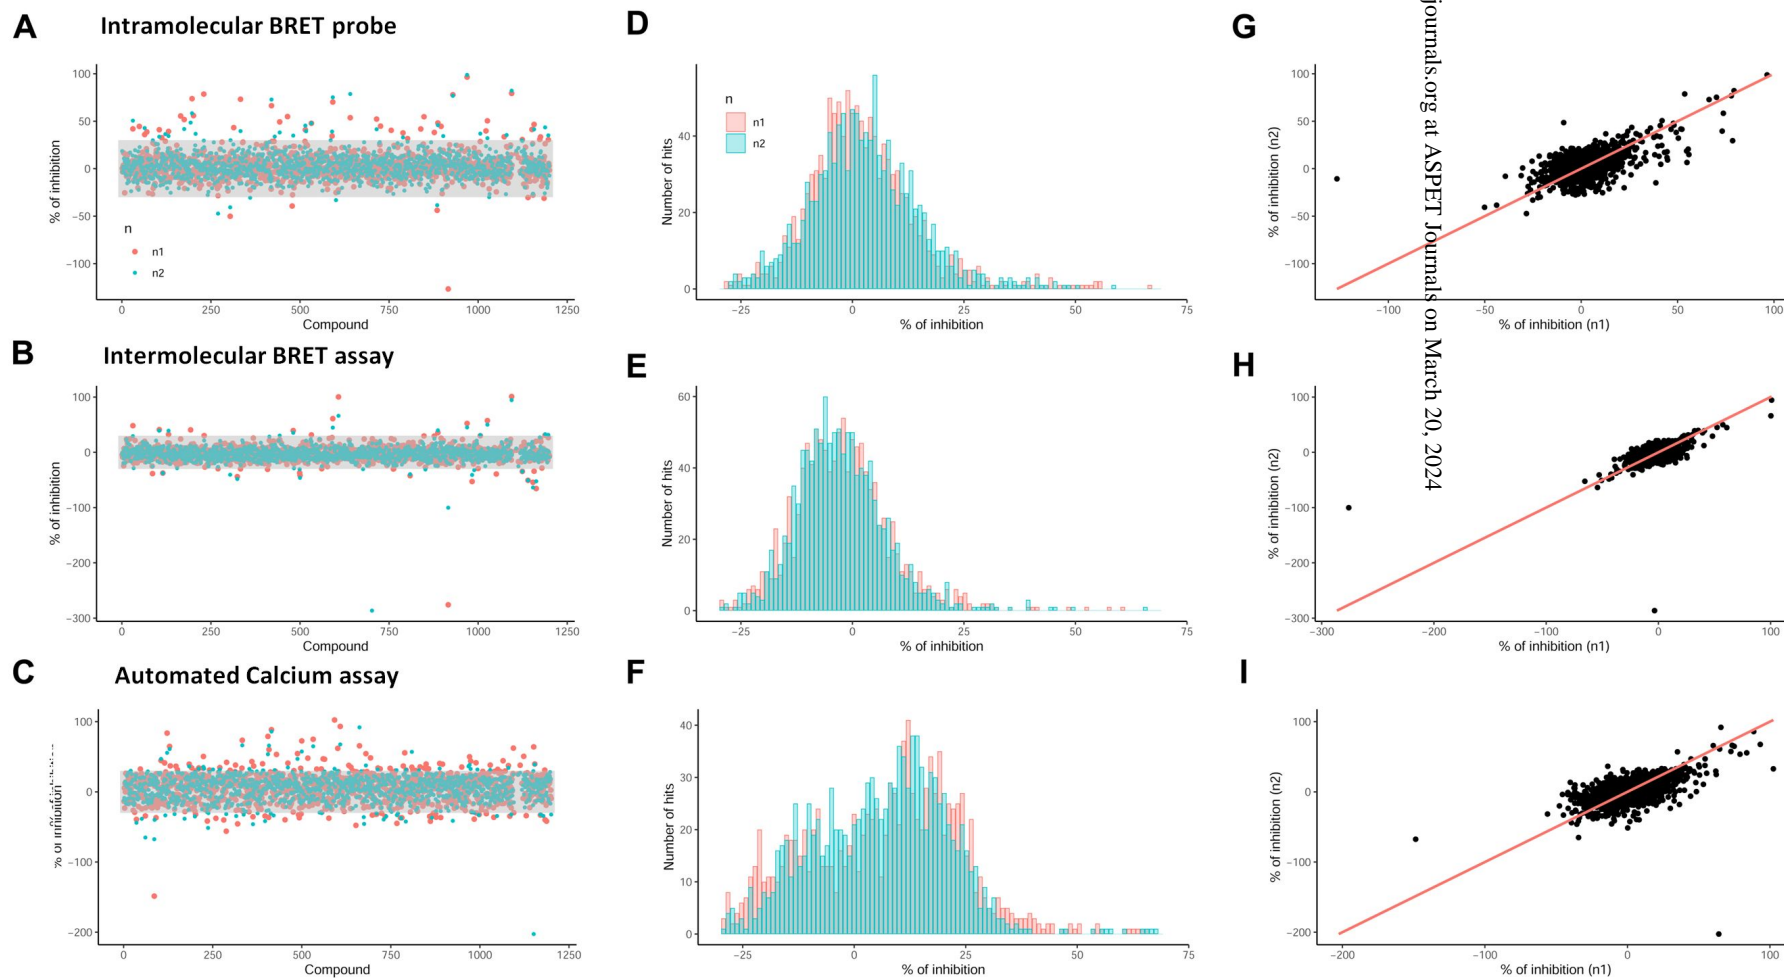 A
Intramolecular BRET probe
100
50
0
−50
−100
% of inhibition
n
n1
n2
0
250
500
750
1000
1250
Compound
D
40
20
0
Number of hits
n
n1
n2
−25
0
25
50
75
% of inhibition
G
100
50
0
−50
−100
% of inhibition (n2)
−100
−50
0
50
100
% of inhibition (n1)
journals.org at ASPET Journals on March 20, 2024
B
Intermolecular BRET assay
100
0
−100
−200
−300
% of inhibition
0
250
500
750
1000
1250
Compound
E
60
40
20
0
Number of hits
−25
0
25
50
75
% of inhibition
H
100
0
−100
−200
−300
% of inhibition (n2)
−300
−200
−100
0
100
% of inhibition (n1)
C
Automated Calcium assay
100
0
−100
−200
% of inhibition
0
250
500
750
1000
1250
Compound
F
40
30
20
10
0
Number of hits
−25
0
25
50
75
% of inhibition
I
100
0
−100
−200
% of inhibition (n2)
−200
−100
0
100
% of inhibition (n1)